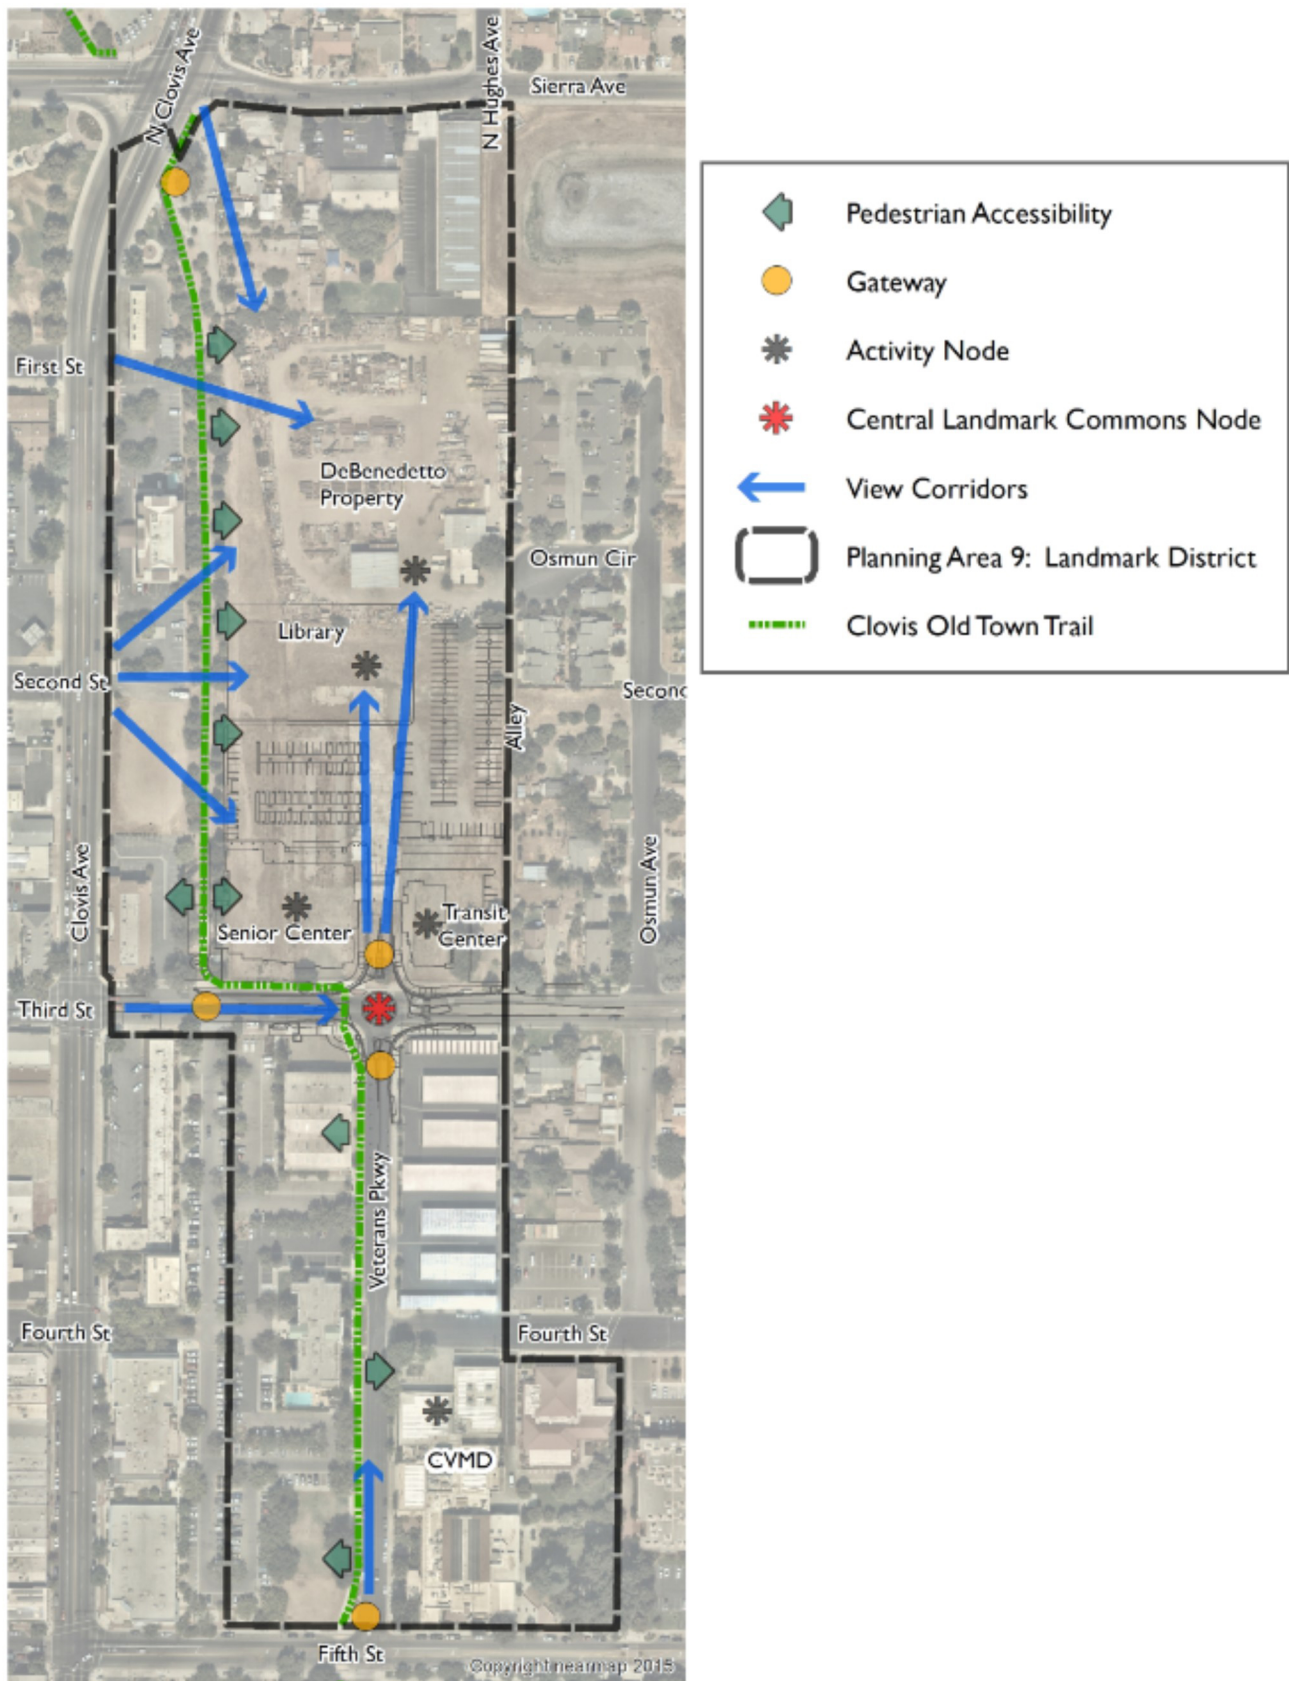 N Clovis Ave
N Hughes Ave
Sierra Ave
First St
DeBenedetto
Property
Osmun Cir
Library
Second St
Second
Alley
Clovis Ave
Osmun Ave
Senior Center
Transit
Center
Third St
Veterans Pkwy
Fourth St
Fourth St
CVMD
Fifth St
Copyright nearmap 2015
Pedestrian Accessibility
Gateway
Activity Node
Central Landmark Commons Node
View Corridors
Planning Area 9: Landmark District
Clovis Old Town Trail